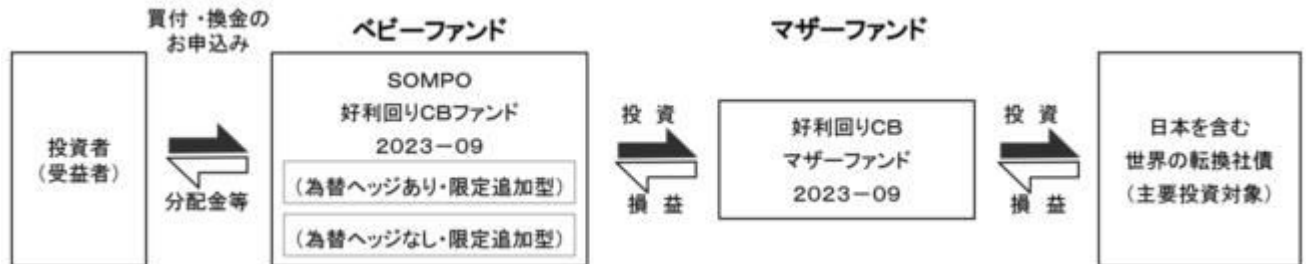 買付・換金の
お申込み
ベビーファンド
マザーファンド
投資者
(受益者)
分配金等
SOMPO
好利回りCBファンド
2023－09
(為替ヘッジあり・限定追加型)
(為替ヘッジなし・限定追加型)
投 資
損 益
好利回りCB
マザーファンド
2023－09
投 資
損 益
日本を含む
世界の転換社債
(主要投資対象)